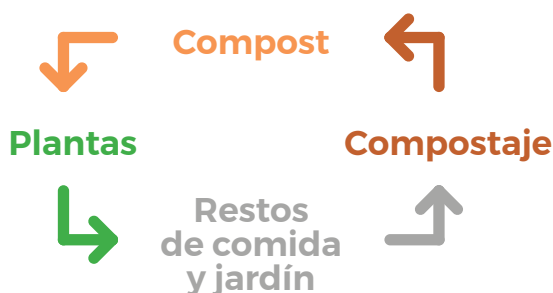 Compost
Plantas
Compostaje
Restos
de comida
y jardín